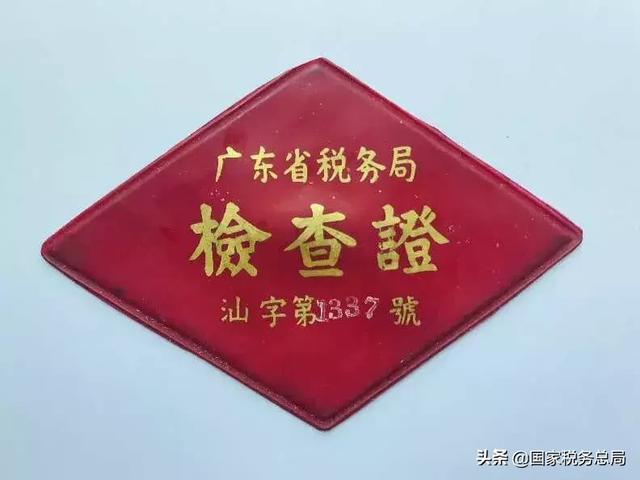 广东省税务局
檢查證
汕字第1337號
头条 @国家税务总局